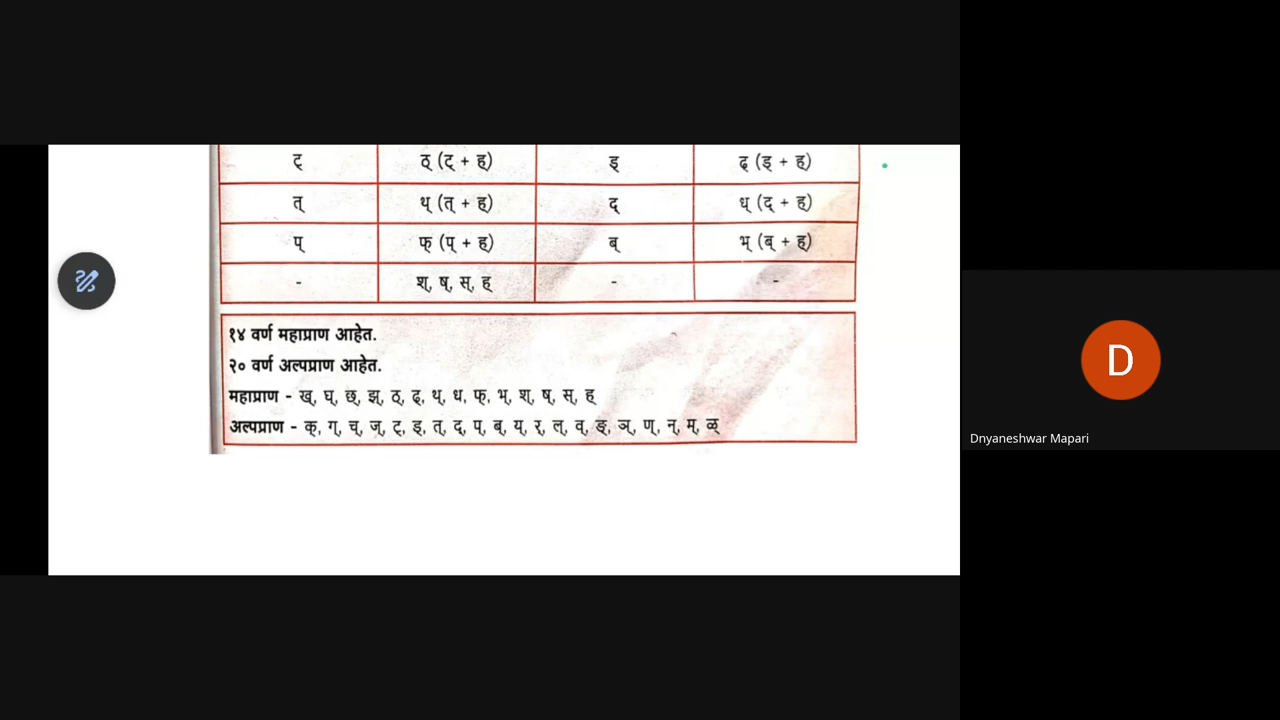 ट् ठ् (ट् + ह्) ड् ढ् (ड् + ह्)
त् थ् (त् + ह्) द् ध् (द् + ह्)
प् फ् (प् + ह्) ब् भ् (ब् + ह्)
- श्, ष्, स्, ह् - -
१४ वर्ण महाप्राण आहेत.
२० वर्ण अल्पप्राण आहेत.
महाप्राण - ख्, घ्, छ्, झ्, ठ्, ढ्, थ्, ध, फ्, भ्, श्, ष्, स्, ह्
अल्पप्राण - क्, ग्, च्, ज्, ट्, ड्, त्, द्, प्, ब्, य्, र्, ल्, व्, ङ्, ञ्, ण्, न्, म्, ळ्
D
Dnyaneshwar Mapari